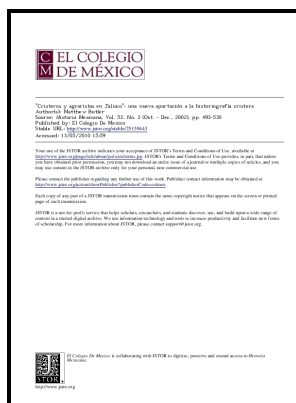 C M EL COLEGIO
DE MÉXICO
"Cristeros y agraristas en Jalisco": una nueva aportación a la historiografía cristera
Author(s): Matthew Butler
Source: Historia Mexicana, Vol. 52, No. 2 (Oct. - Dec., 2002), pp. 493-530
Published by: El Colegio De Mexico
Stable URL: http://www.jstor.org/stable/25139443
Accessed: 13/05/2010 15:09
Your use of the JSTOR archive indicates your acceptance of JSTOR's Terms and Conditions of Use, available at
http://www.jstor.org/page/info/about/policies/terms.jsp. JSTOR's Terms and Conditions of Use provides, in part, that unless
you have obtained prior permission, you may not download an entire issue of a journal or multiple copies of articles, and you
may use content in the JSTOR archive only for your personal, non-commercial use.
Please contact the publisher regarding any further use of this work. Publisher contact information may be obtained at
http://www.jstor.org/action/showPublisher?publisherCode=colmex.
Each copy of any part of a JSTOR transmission must contain the same copyright notice that appears on the screen or printed
page of such transmission.
JSTOR is a not-for-profit service that helps scholars, researchers, and students discover, use, and build upon a wide range of
content in a trusted digital archive. We use information technology and tools to increase productivity and facilitate new forms
of scholarship. For more information about JSTOR, please contact support@jstor.org.
El Colegio De Mexico is collaborating with JSTOR to digitize, preserve and extend access to Historia
Mexicana.
JSTOR
http://www.jstor.org